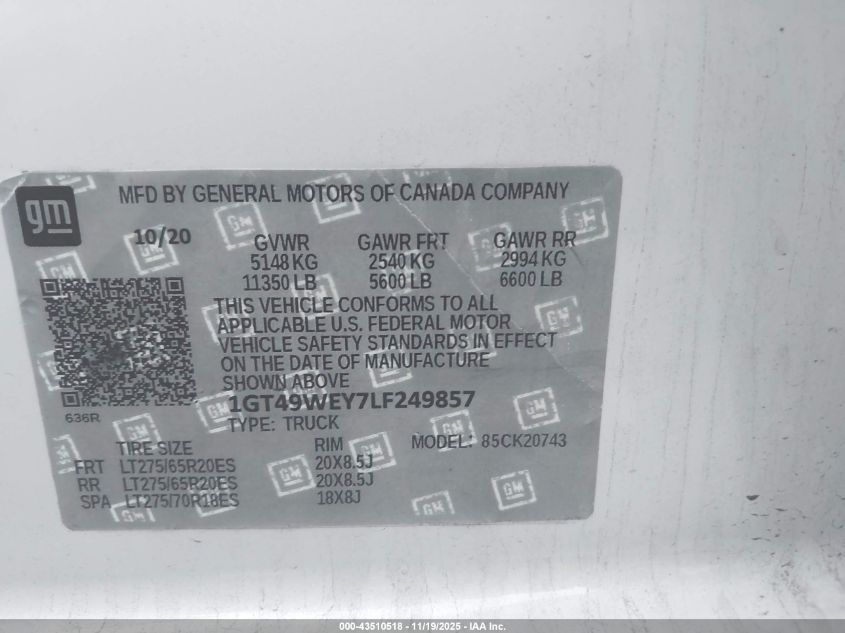 gm
MFD BY GENERAL MOTORS OF CANADA COMPANY
10/20
GVWR GAWR FRT GAWR RR
5148 KG 2540 KG 2994 KG
11350 LB 5600 LB 6600 LB
THIS VEHICLE CONFORMS TO ALL
APPLICABLE U.S. FEDERAL MOTOR
VEHICLE SAFETY STANDARDS IN EFFECT
ON THE DATE OF MANUFACTURE
SHOWN ABOVE
636R
1GT49WEY7LF249857
TYPE: TRUCK
TIRE SIZE RIM MODEL: 85CK20743
FRT LT275/65R20ES 20X8.5J
RR LT275/65R20ES 20X8.5J
SPA LT275/70R18ES 18X8J
000-43510518 - 11/19/2025 - IAA Inc.